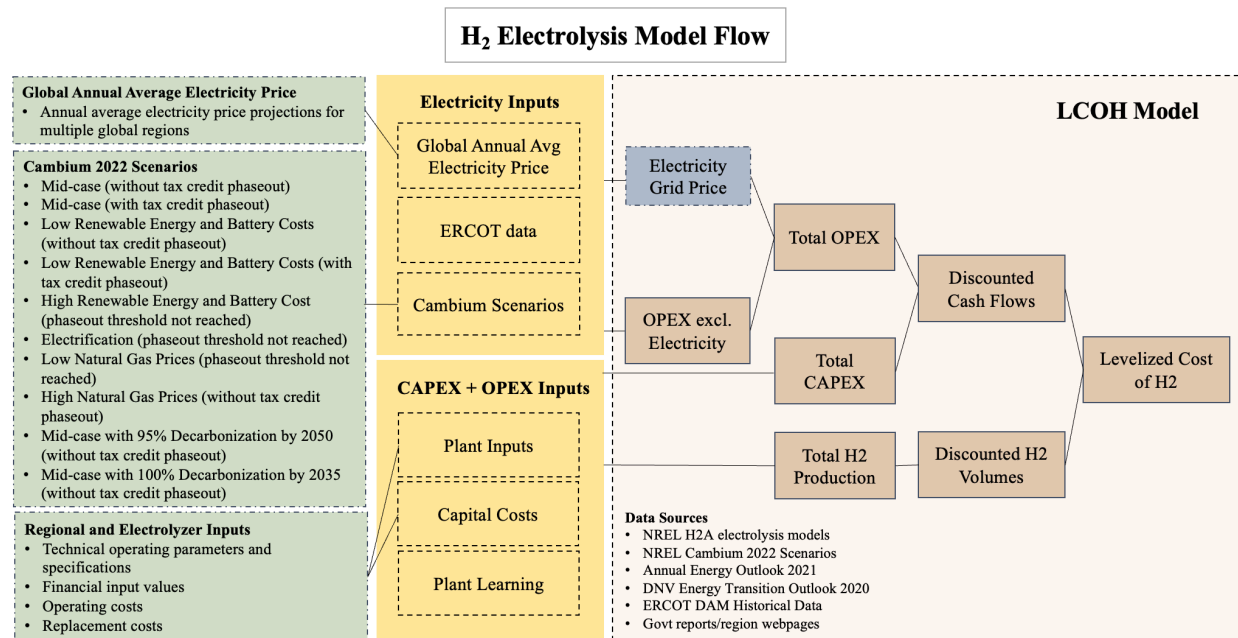 H2 Electrolysis Model Flow
Global Annual Average Electricity Price
• Annual average electricity price projections for
multiple global regions
Cambium 2022 Scenarios
• Mid-case (without tax credit phaseout)
• Mid-case (with tax credit phaseout)
• Low Renewable Energy and Battery Costs
(without tax credit phaseout)
• Low Renewable Energy and Battery Costs (with
tax credit phaseout)
• High Renewable Energy and Battery Cost
(phaseout threshold not reached)
• Electrification (phaseout threshold not reached)
• Low Natural Gas Prices (phaseout threshold not
reached)
• High Natural Gas Prices (without tax credit
phaseout)
• Mid-case with 95% Decarbonization by 2050
(without tax credit phaseout)
• Mid-case with 100% Decarbonization by 2035
(without tax credit phaseout)
Regional and Electrolyzer Inputs
• Technical operating parameters and
specifications
• Financial input values
• Operating costs
• Replacement costs
Electricity Inputs
Global Annual Avg
Electricity Price
ERCOT data
Cambium Scenarios
CAPEX + OPEX Inputs
Plant Inputs
Capital Costs
Plant Learning
LCOH Model
Electricity
Grid Price
OPEX excl.
Electricity
Total OPEX
Total
CAPEX
Total H2
Production
Discounted
Cash Flows
Discounted H2
Volumes
Levelized Cost
of H2
Data Sources
• NREL H2A electrolysis models
• NREL Cambium 2022 Scenarios
• Annual Energy Outlook 2021
• DNV Energy Transition Outlook 2020
• ERCOT DAM Historical Data
• Govt reports/region webpages